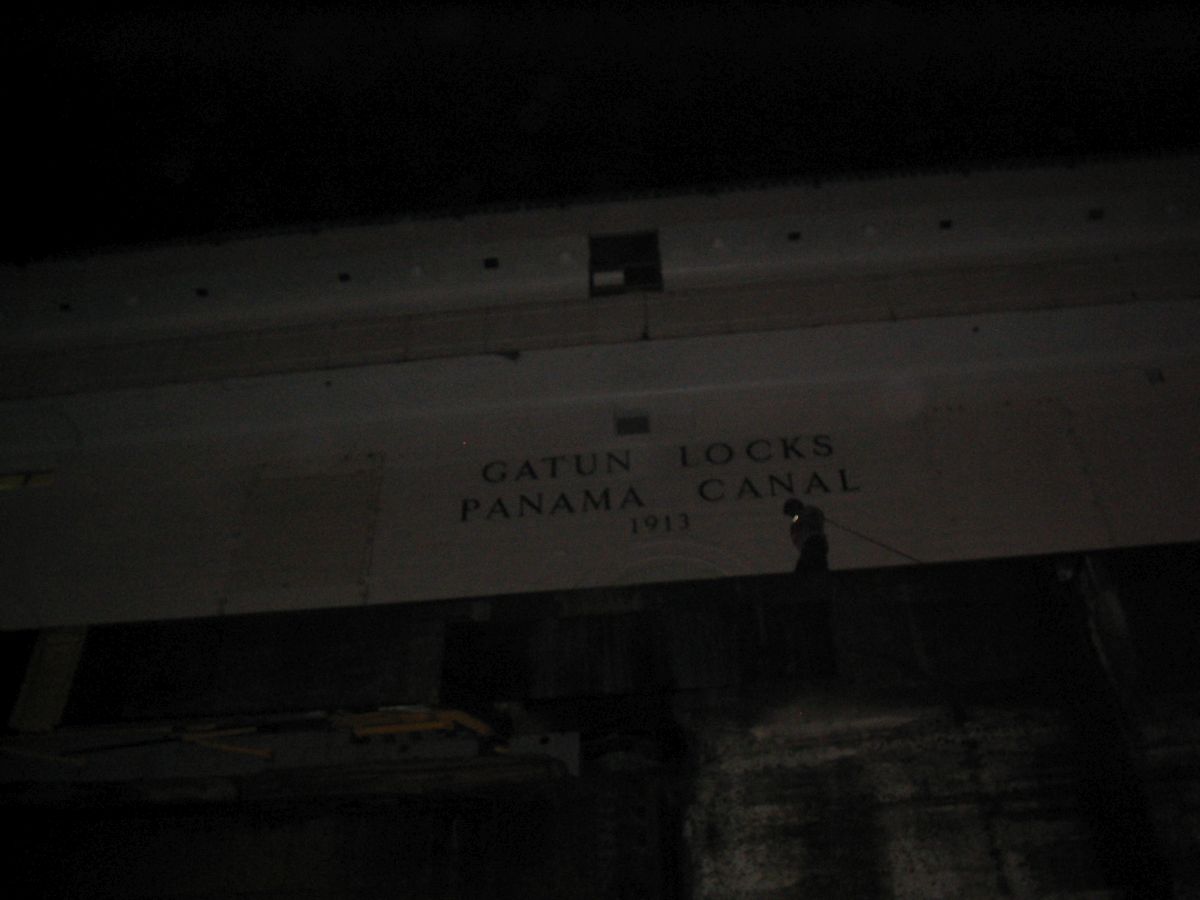 GATUN LOCKS
PANAMA CANAL
1913